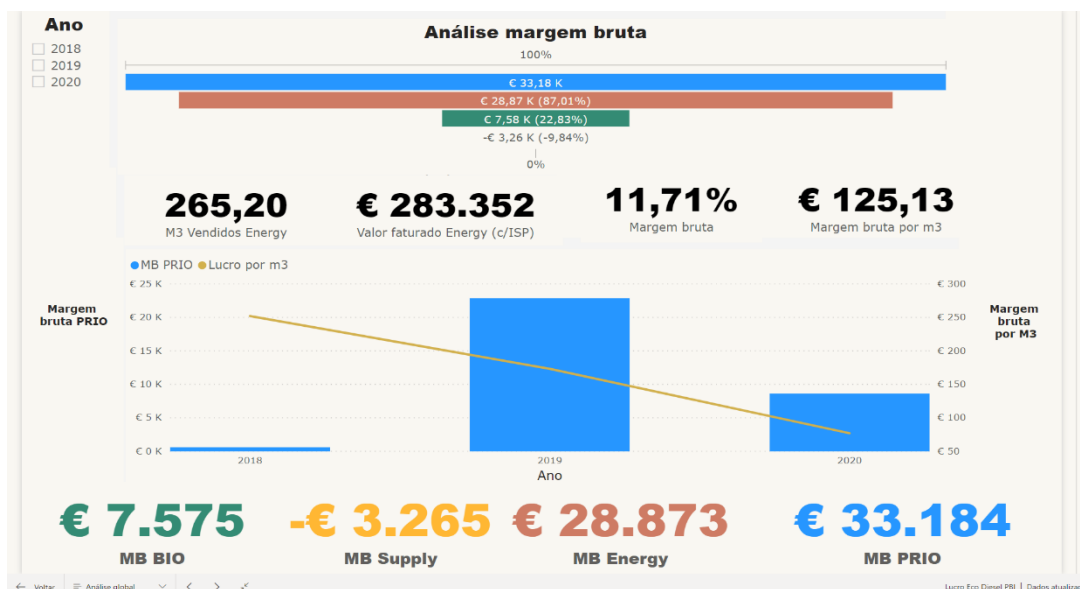 Ano
2018
2019
2020
Análise margem bruta
100%
€ 33,18 K
€ 28,87 K (87,01%)
€ 7,58 K (22,83%)
-€ 3,26 K (-9,84%)
0%
265,20
M3 Vendidos Energy
€ 283.352
Valor faturado Energy (c/ISP)
11,71%
Margem bruta
€ 125,13
Margem bruta por m3
MB PRIO Lucro por m3
Margem
bruta PRIO
€ 25 K
€ 20 K
€ 15 K
€ 10 K
€ 5 K
€ 0 K
€ 300
€ 250
€ 200
€ 150
€ 100
€ 50
Margem
bruta
por M3
2018 2019 2020
Ano
€ 7.575
MB BIO
-€ 3.265
MB Supply
€ 28.873
MB Energy
€ 33.184
MB PRIO
Voltar Análise global Lucro Eco Diesel PBI | Dados atualiza